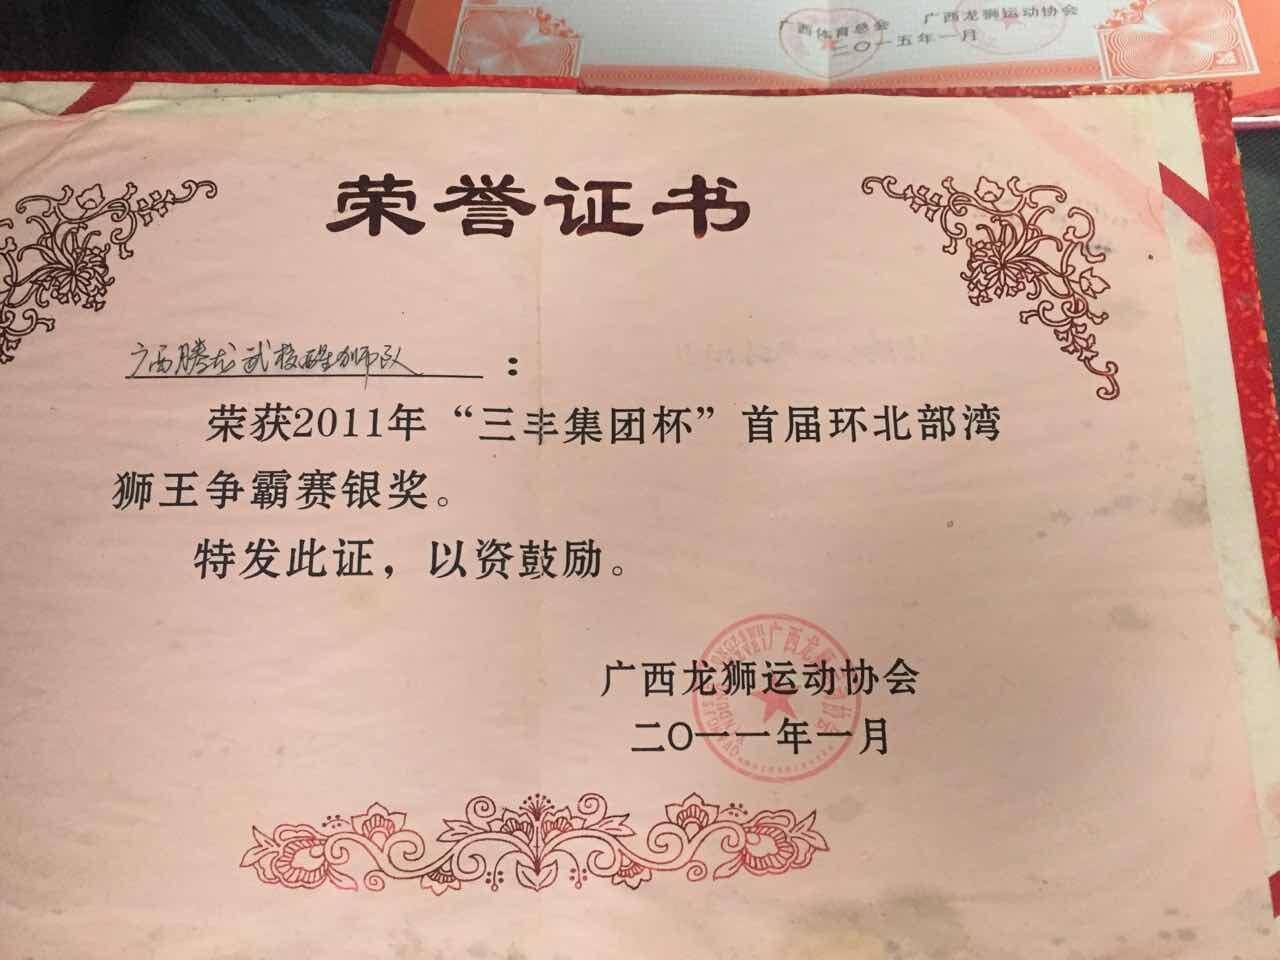 广西体育总会 广西龙狮运动协会
二〇一五年一月
荣誉证书
广西腾龙武校醒狮队：
荣获2011年“三丰集团杯”首届环北部湾
狮王争霸赛银奖。
特发此证，以资鼓励。
广西龙狮运动协会
二〇一一年一月